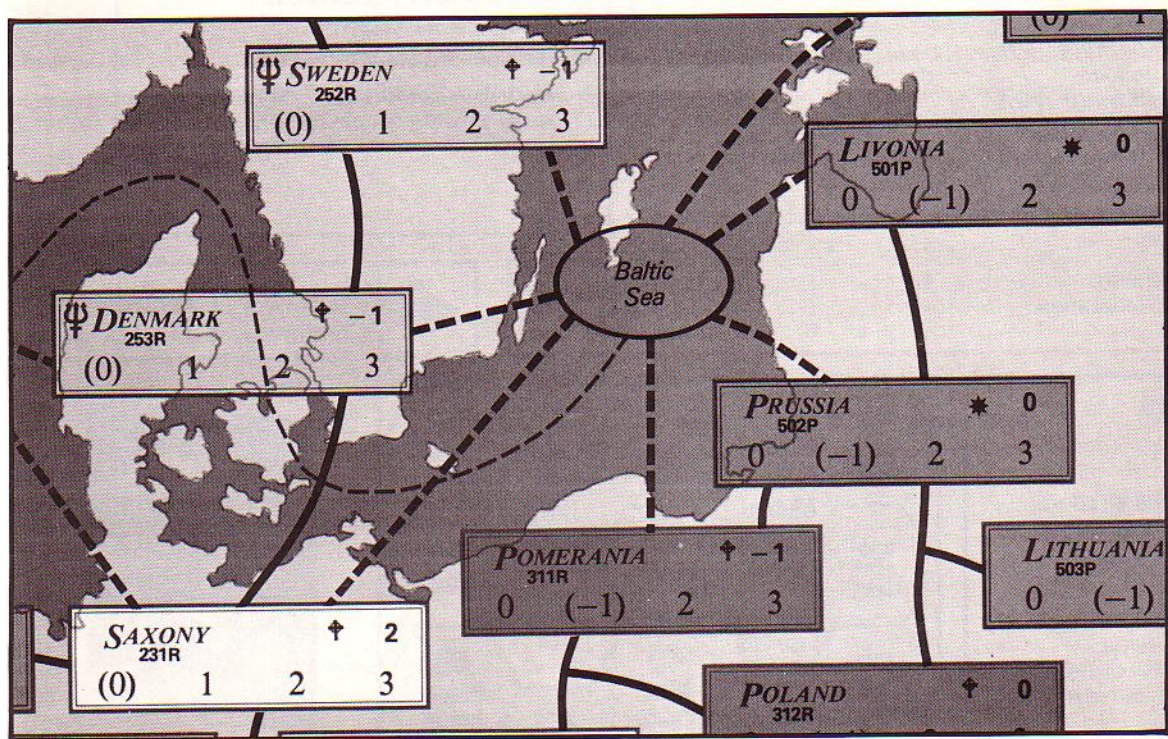 (0) 1
SWEDEN -1
252R
(0) 1 2 3
LIVONIA 0
501P
0 (-1) 2 3
Baltic
Sea
DENMARK -1
253R
(0) 1 2 3
PRUSSIA 0
502P
0 (-1) 2 3
POMERANIA -1
311R
0 (-1) 2 3
LITHUANIA
503P
0 (-1)
SAXONY 2
231R
(0) 1 2 3
POLAND 0
312R